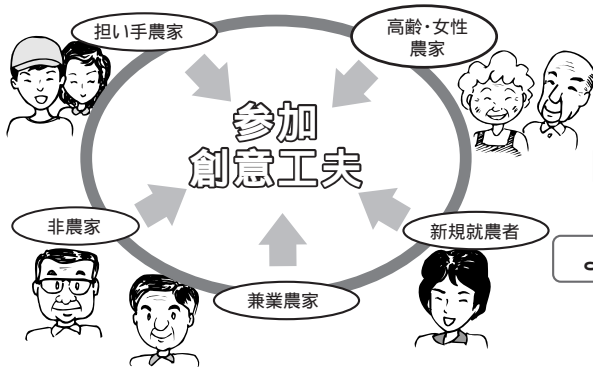 担い手農家
高齢・女性
農家
参加
創意工夫
非農家
新規就農者
兼業農家